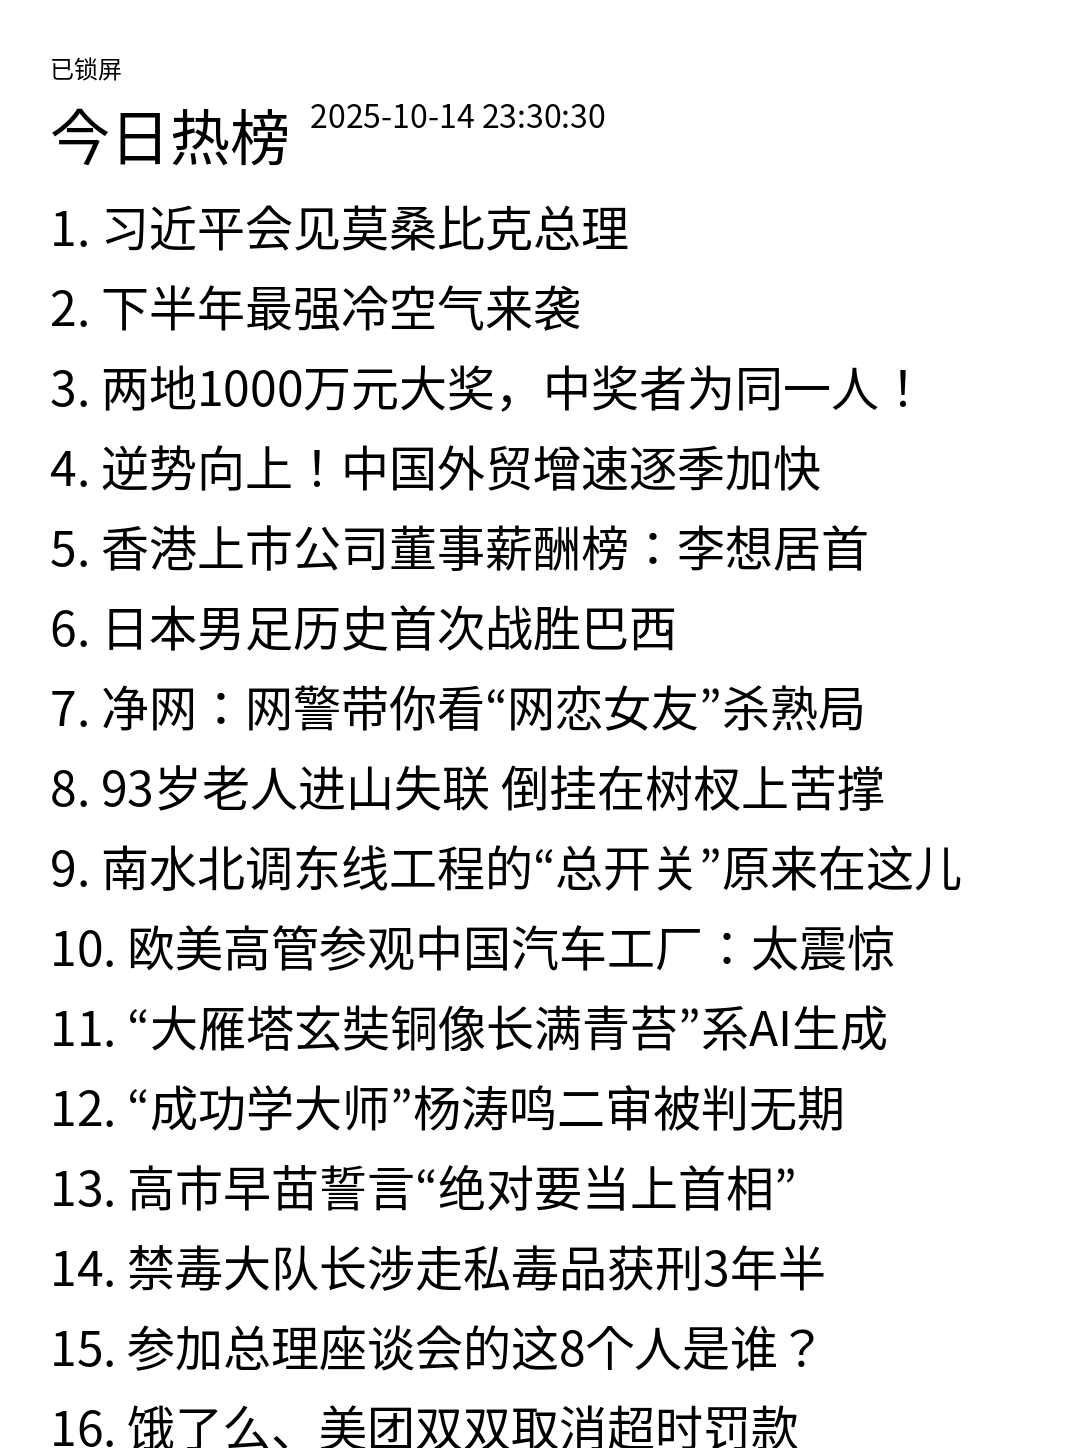 已锁屏
今日热榜 2025-10-14 23:30:30
1. 习近平会见莫桑比克总理
2. 下半年最强冷空气来袭
3. 两地1000万元大奖，中奖者为同一人！
4. 逆势向上！中国外贸增速逐季加快
5. 香港上市公司董事薪酬榜：李想居首
6. 日本男足历史首次战胜巴西
7. 净网：网警带你看“网恋女友”杀熟局
8. 93岁老人进山失联 倒挂在树杈上苦撑
9. 南水北调东线工程的“总开关”原来在这儿
10. 欧美高管参观中国汽车工厂：太震惊
11. “大雁塔玄奘铜像长满青苔”系AI生成
12. “成功学大师”杨涛鸣二审被判无期
13. 高市早苗誓言“绝对要当上首相”
14. 禁毒大队长涉走私毒品获刑3年半
15. 参加总理座谈会的这8个人是谁？
16. 饿了么、美团双双取消超时罚款